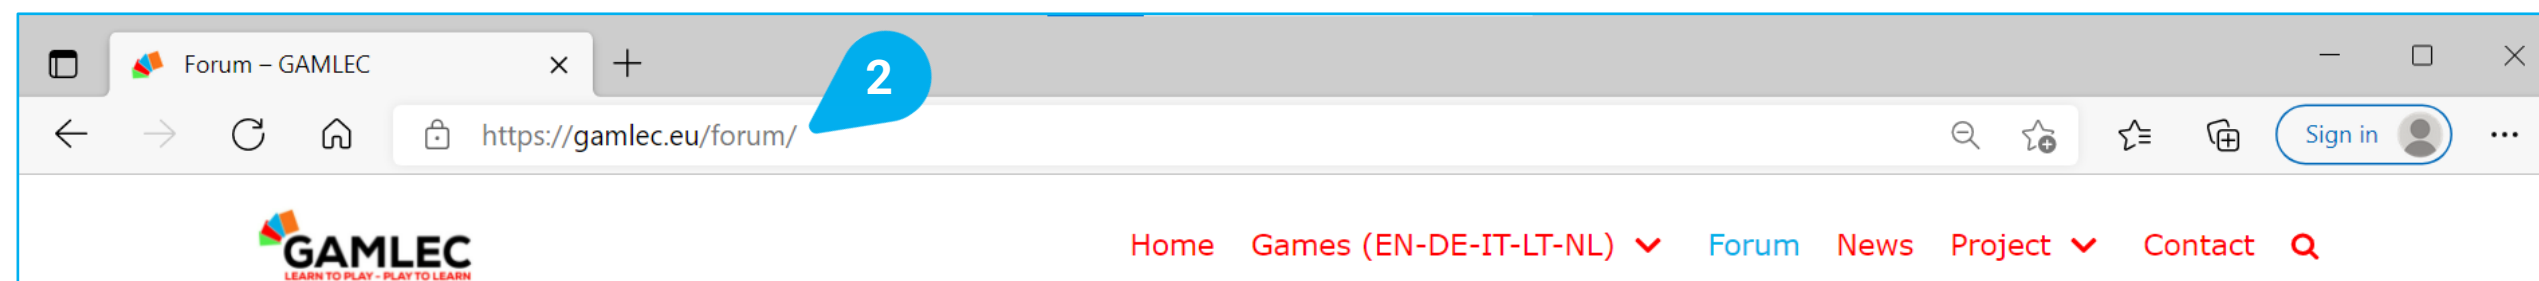 Forum – GAMLEC
2
https://gamlec.eu/forum/
Sign in
GAMLEC
LEARN TO PLAY - PLAY TO LEARN
Home Games (EN-DE-IT-LT-NL) Forum News Project Contact